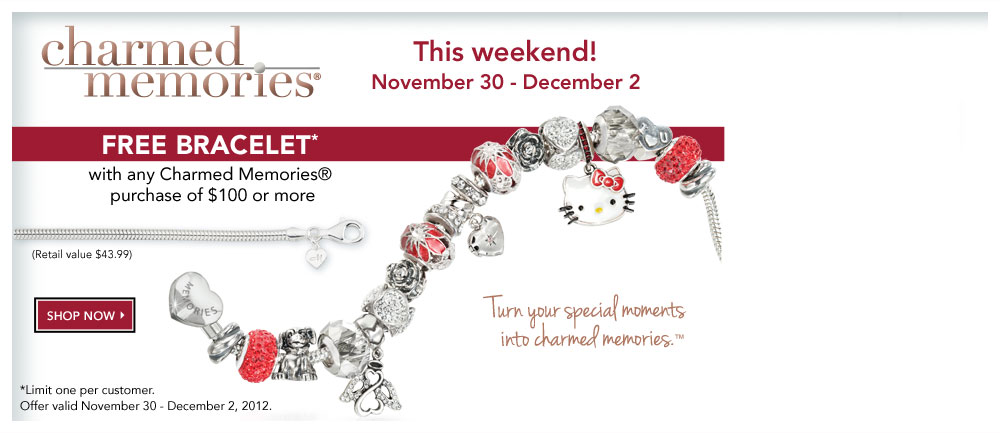 charmed
memories®
This weekend!
November 30 - December 2
FREE BRACELET*
with any Charmed Memories®
purchase of $100 or more
(Retail value $43.99)
MEMORIES
SHOP NOW
Turn your special moments
into charmed memories.™
*Limit one per customer.
Offer valid November 30 - December 2, 2012.